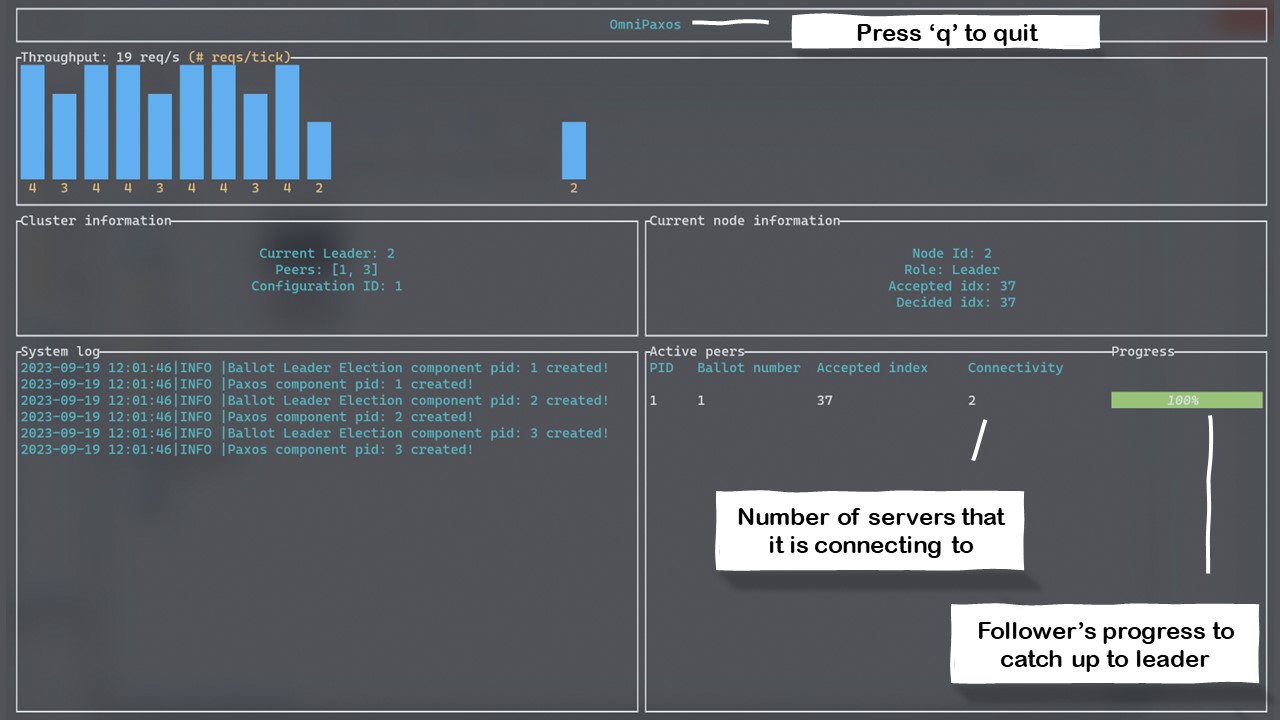 OmniPaxos
Press ‘q’ to quit
Throughput: 19 req/s (# reqs/tick)
4 3 4 4 3 4 4 3 4 2 2
Cluster information
Current Leader: 2
Peers: [1, 3]
Configuration ID: 1
Current node information
Node Id: 2
Role: Leader
Accepted idx: 37
Decided idx: 37
System log
2023-09-19 12:01:46|INFO |Ballot Leader Election component pid: 1 created!
2023-09-19 12:01:46|INFO |Paxos component pid: 1 created!
2023-09-19 12:01:46|INFO |Ballot Leader Election component pid: 2 created!
2023-09-19 12:01:46|INFO |Paxos component pid: 2 created!
2023-09-19 12:01:46|INFO |Ballot Leader Election component pid: 3 created!
2023-09-19 12:01:46|INFO |Paxos component pid: 3 created!
Active peers Progress
PID Ballot number Accepted index Connectivity
1 1 37 2 100%
Number of servers that
it is connecting to
Follower’s progress to
catch up to leader